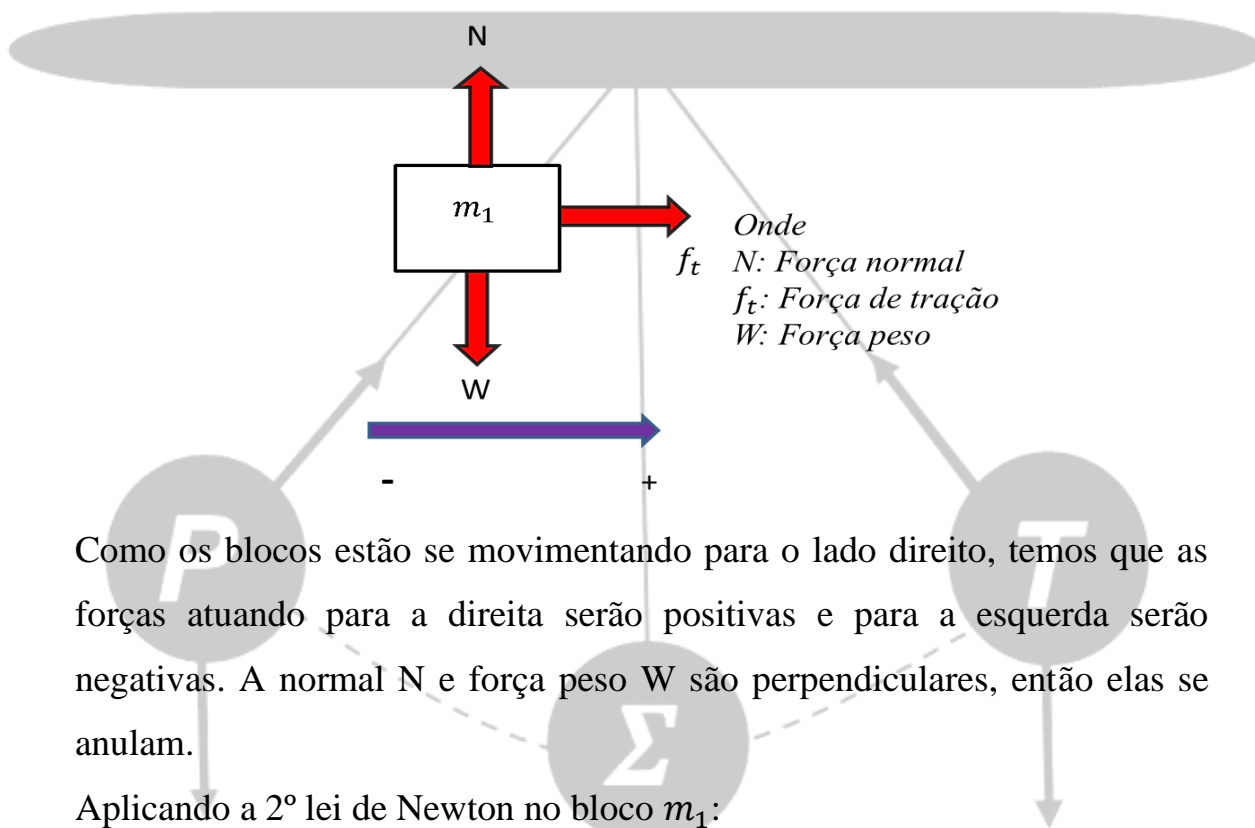 N
m₁
Onde
fₜ N: Força normal
fₜ: Força de tração
W: Força peso
W
- +
P T
Como os blocos estão se movimentando para o lado direito, temos que as
forças atuando para a direita serão positivas e para a esquerda serão
negativas. A normal N e força peso W são perpendiculares, então elas se
anulam.
Σ
Aplicando a 2º lei de Newton no bloco m₁: